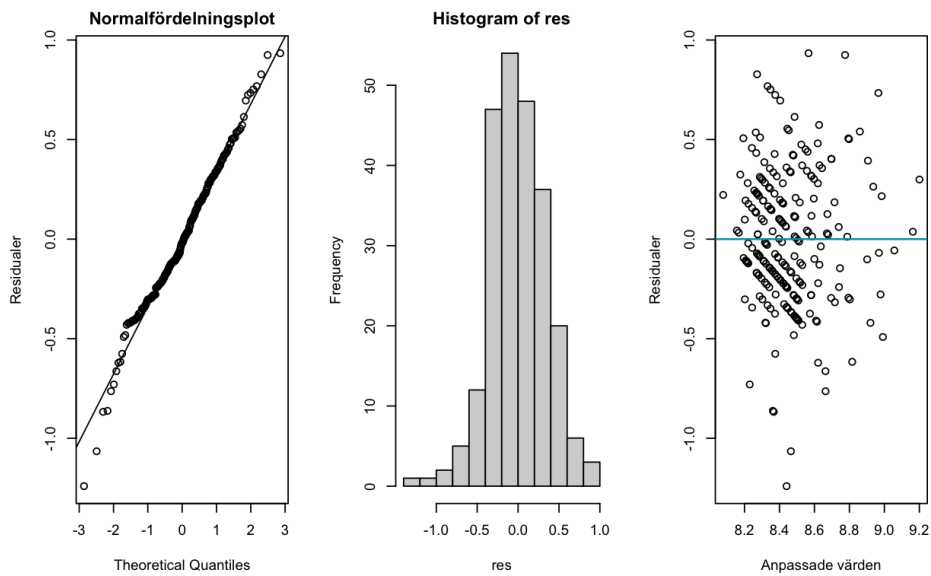 Normalfördelningsplot
Residualer
1.0
0.5
0.0
-0.5
-1.0
-3 -2 -1 0 1 2 3
Theoretical Quantiles
Histogram of res
Frequency
50
40
30
20
10
0
-1.0 -0.5 0.0 0.5 1.0
res
Residualer
1.0
0.5
0.0
-0.5
-1.0
8.2 8.4 8.6 8.8 9.0 9.2
Anpassade värden